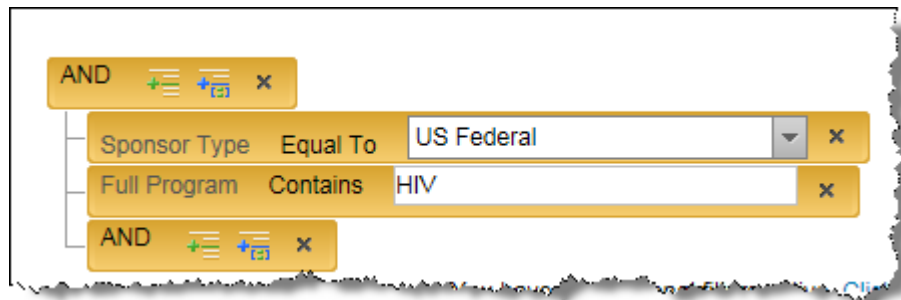 AND
Sponsor Type Equal To US Federal
Full Program Contains HIV
AND